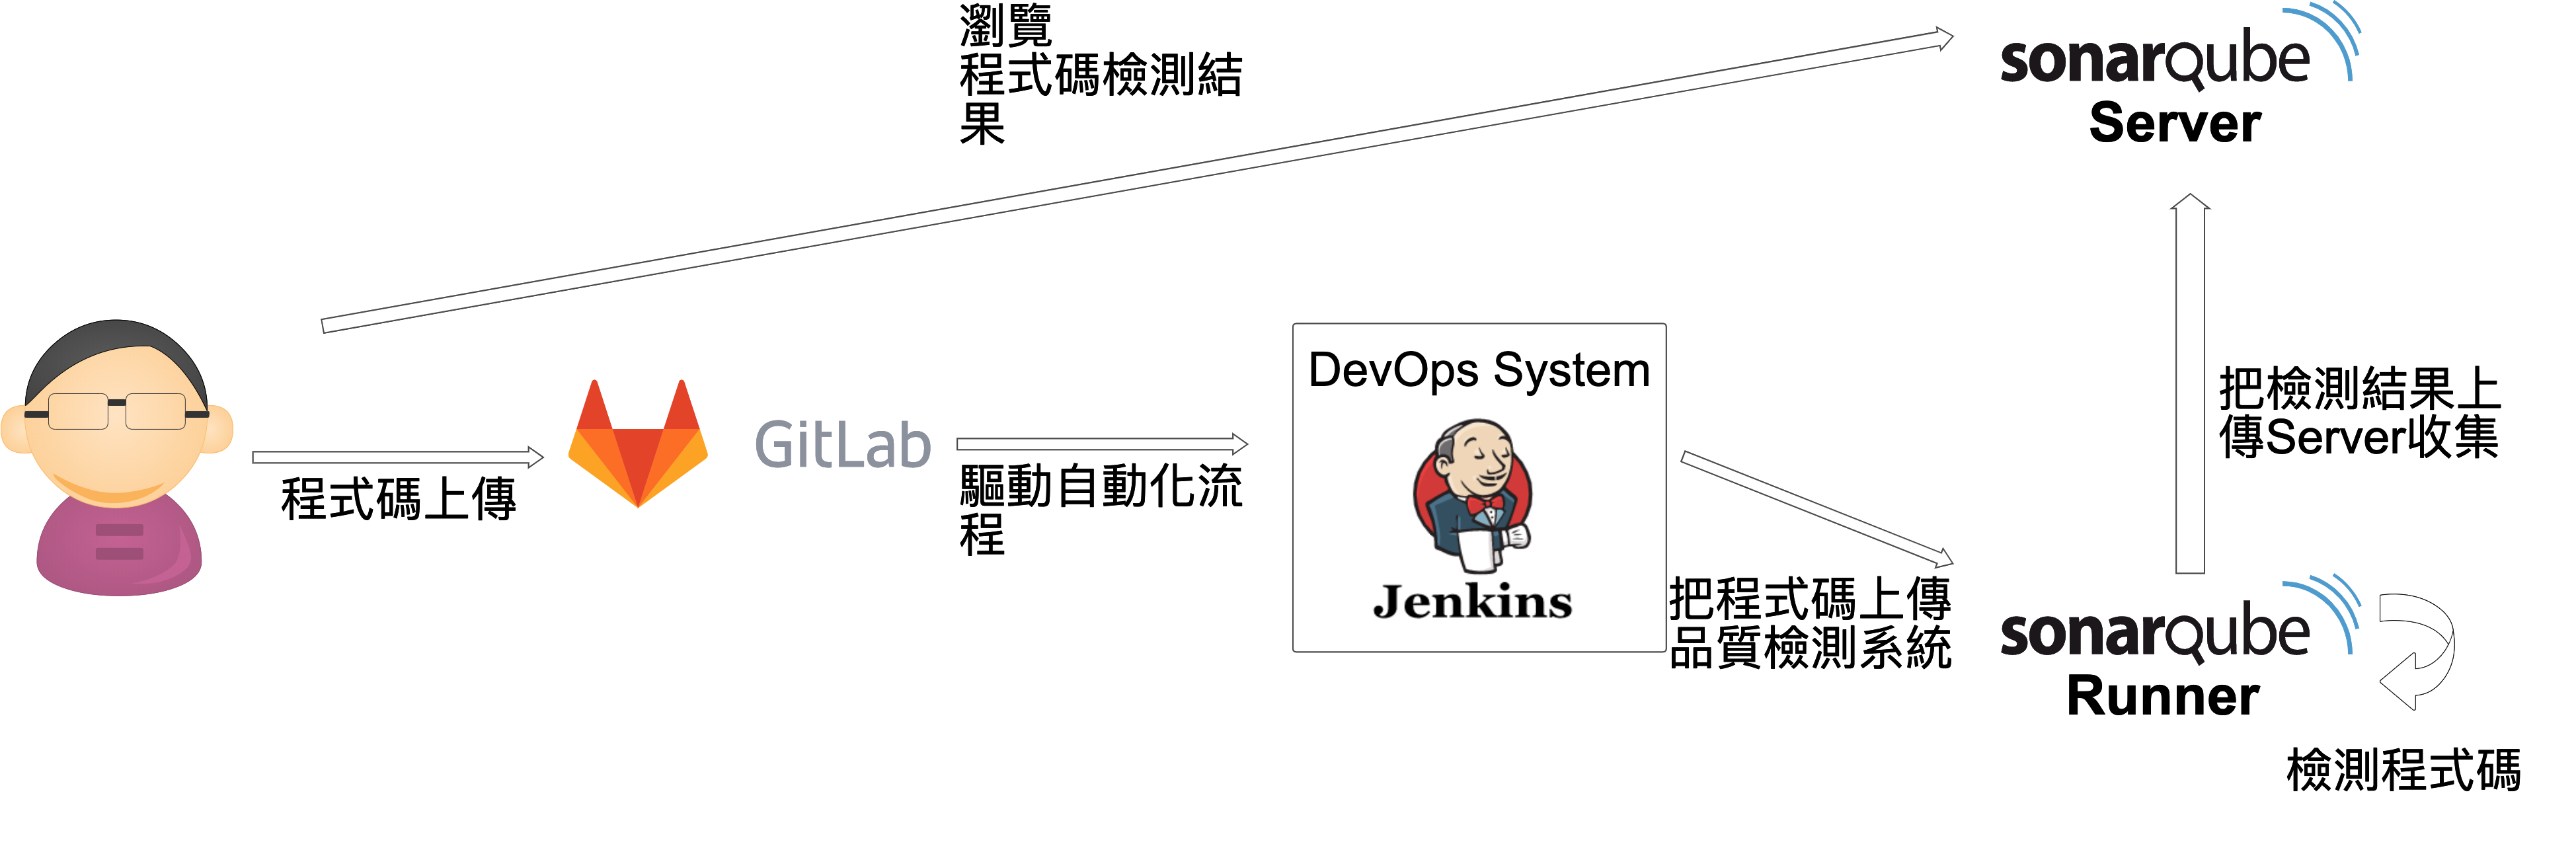 瀏覽
程式碼檢測結
果
sonarqube
Server
程式碼上傳
GitLab
驅動自動化流
程
DevOps System
Jenkins
把程式碼上傳
品質檢測系統
把檢測結果上
傳Server收集
sonarqube
Runner
檢測程式碼